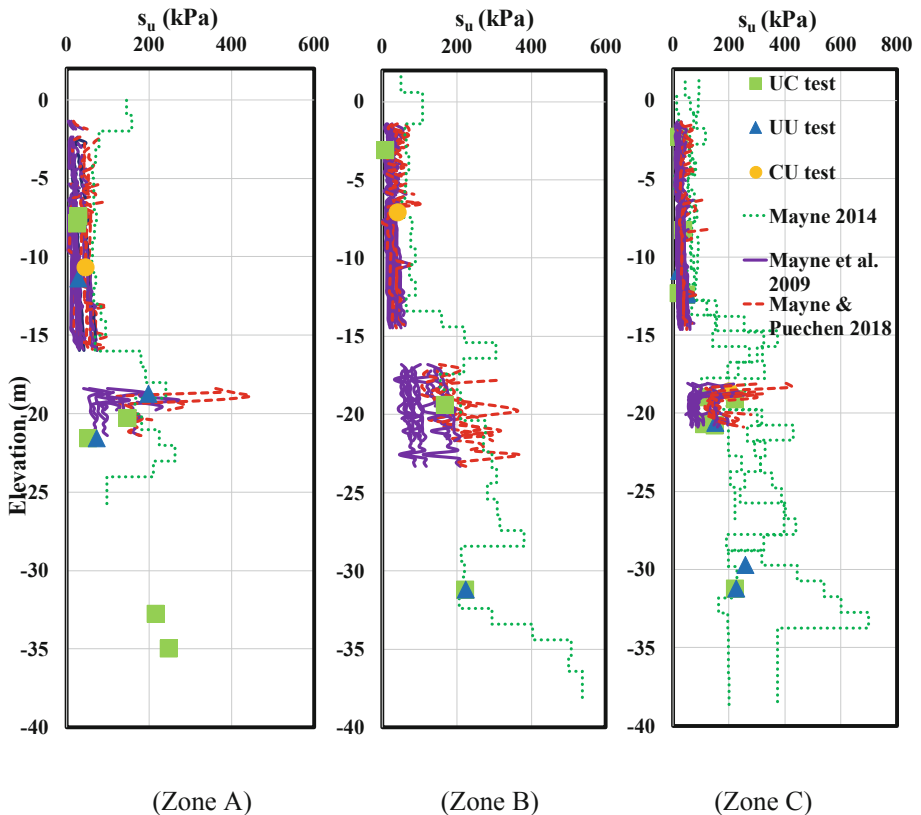 s_u (kPa)
0 200 400 600
0
-5
-10
-15
-20
-25
-30
-35
-40
Elevation (m)
(Zone A)
s_u (kPa)
0 200 400 600
0
-5
-10
-15
-20
-25
-30
-35
-40
(Zone B)
s_u (kPa)
0 200 400 600 800
0
-5
-10
-15
-20
-25
-30
-35
-40
UC test
UU test
CU test
Mayne 2014
Mayne et al.
2009
Mayne &
Puechen 2018
(Zone C)